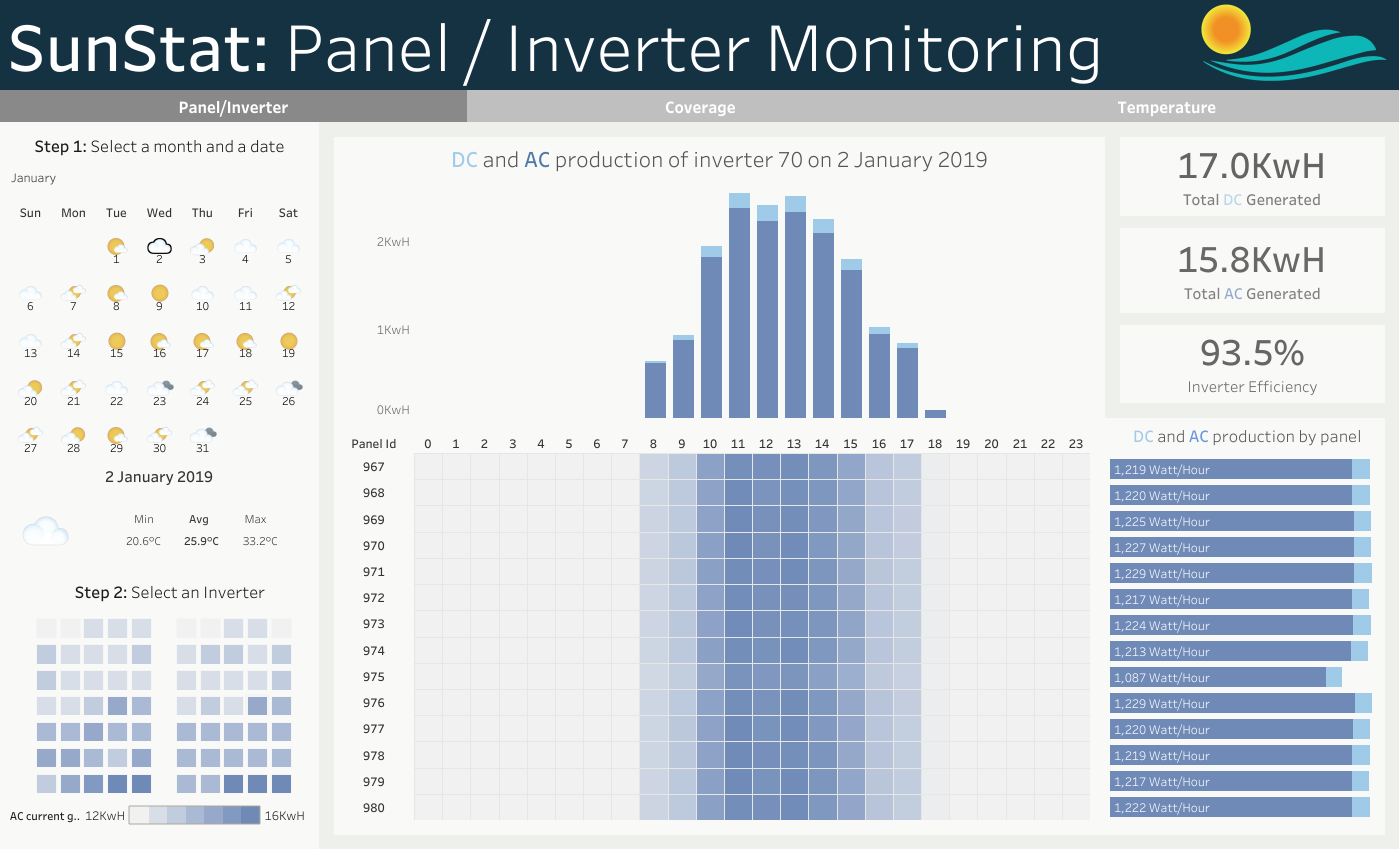 SunStat: Panel / Inverter Monitoring
Panel/Inverter Coverage Temperature
Step 1: Select a month and a date
January
Sun Mon Tue Wed Thu Fri Sat
1 2 3 4 5
6 7 8 9 10 11 12
13 14 15 16 17 18 19
20 21 22 23 24 25 26
27 28 29 30 31
2 January 2019
Min Avg Max
20.6ºC 25.9ºC 33.2ºC
Step 2: Select an Inverter
AC current g.. 12KwH 16KwH
DC and AC production of inverter 70 on 2 January 2019
2KwH
1KwH
0KwH
Panel Id 0 1 2 3 4 5 6 7 8 9 10 11 12 13 14 15 16 17 18 19 20 21 22 23
967
968
969
970
971
972
973
974
975
976
977
978
979
980
17.0KwH
Total DC Generated
15.8KwH
Total AC Generated
93.5%
Inverter Efficiency
DC and AC production by panel
1,219 Watt/Hour
1,220 Watt/Hour
1,225 Watt/Hour
1,227 Watt/Hour
1,229 Watt/Hour
1,217 Watt/Hour
1,224 Watt/Hour
1,213 Watt/Hour
1,087 Watt/Hour
1,229 Watt/Hour
1,220 Watt/Hour
1,219 Watt/Hour
1,217 Watt/Hour
1,222 Watt/Hour